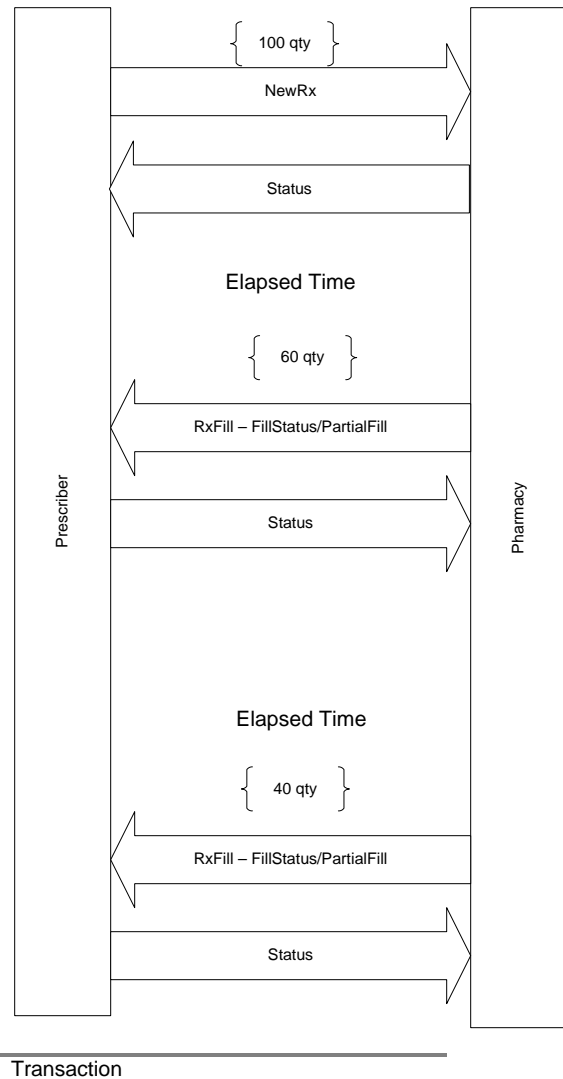 { 100 qty }
NewRx
Status
Elapsed Time
{ 60 qty }
RxFill – FillStatus/PartialFill
Prescriber
Pharmacy
Status
Elapsed Time
{ 40 qty }
RxFill – FillStatus/PartialFill
Status
Transaction